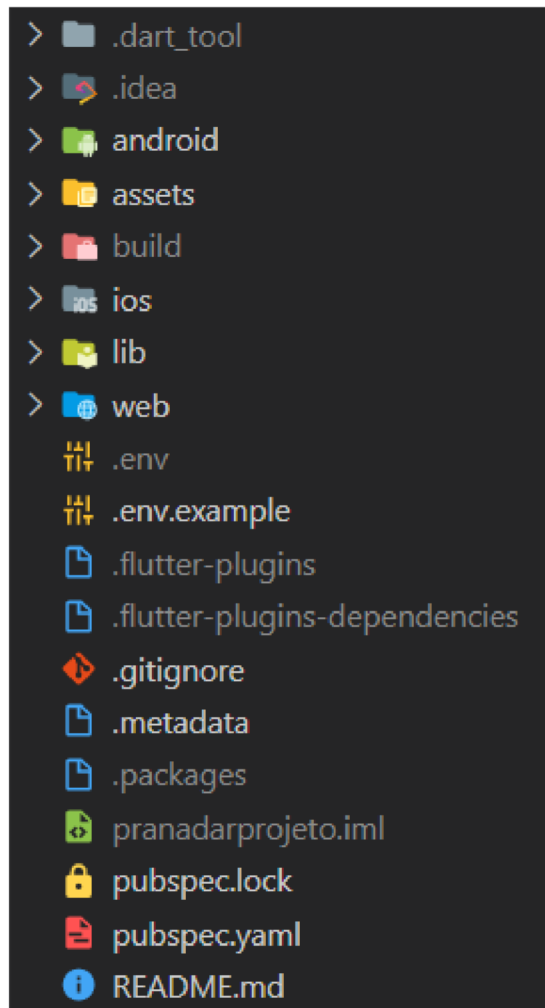 .dart_tool
.idea
android
assets
build
ios
lib
web
.env
.env.example
.flutter-plugins
.flutter-plugins-dependencies
.gitignore
.metadata
.packages
pranadarprojeto.iml
pubspec.lock
pubspec.yaml
README.md